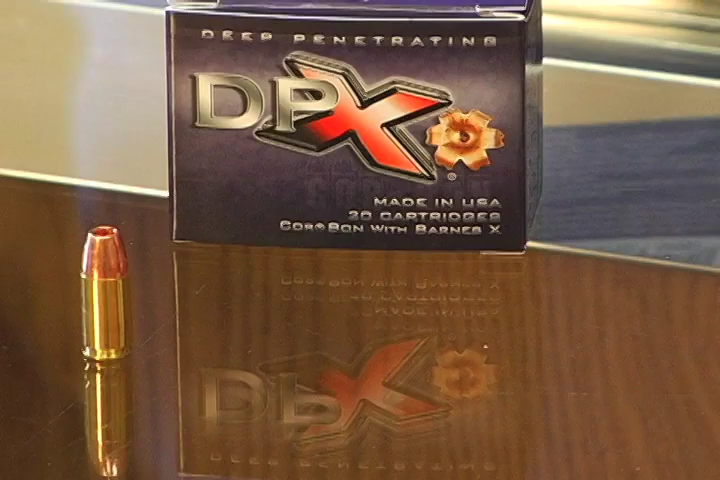 DEEP PENETRATING
DPX
®
MADE IN USA
20 CARTRIDGES
COR®BON WITH BARNES X